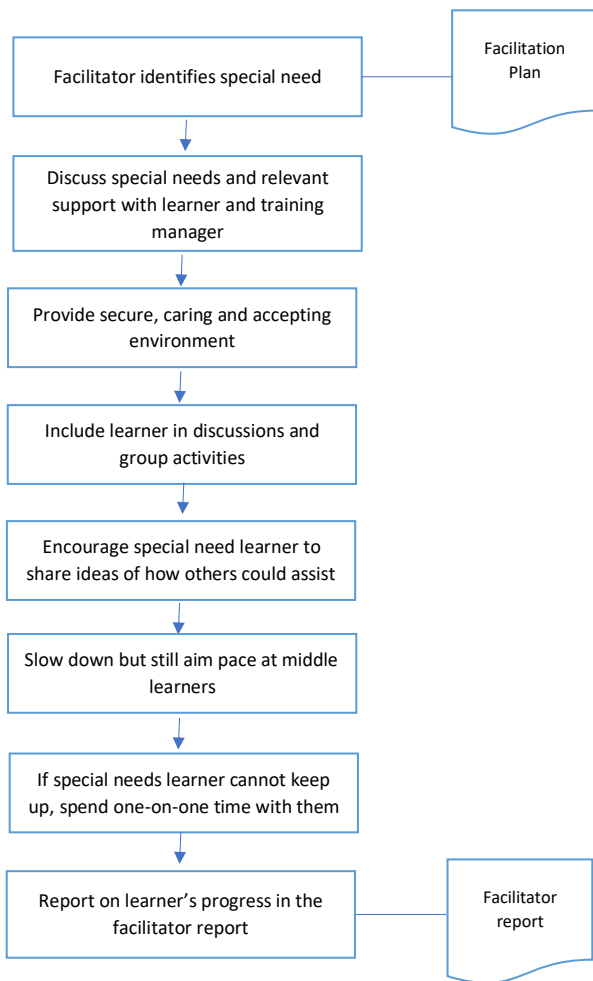 Facilitator identifies special need
Facilitation
Plan
Discuss special needs and relevant
support with learner and training
manager
Provide secure, caring and accepting
environment
Include learner in discussions and
group activities
Encourage special need learner to
share ideas of how others could assist
Slow down but still aim pace at middle
learners
If special needs learner cannot keep
up, spend one-on-one time with them
Report on learner’s progress in the
facilitator report
Facilitator
report